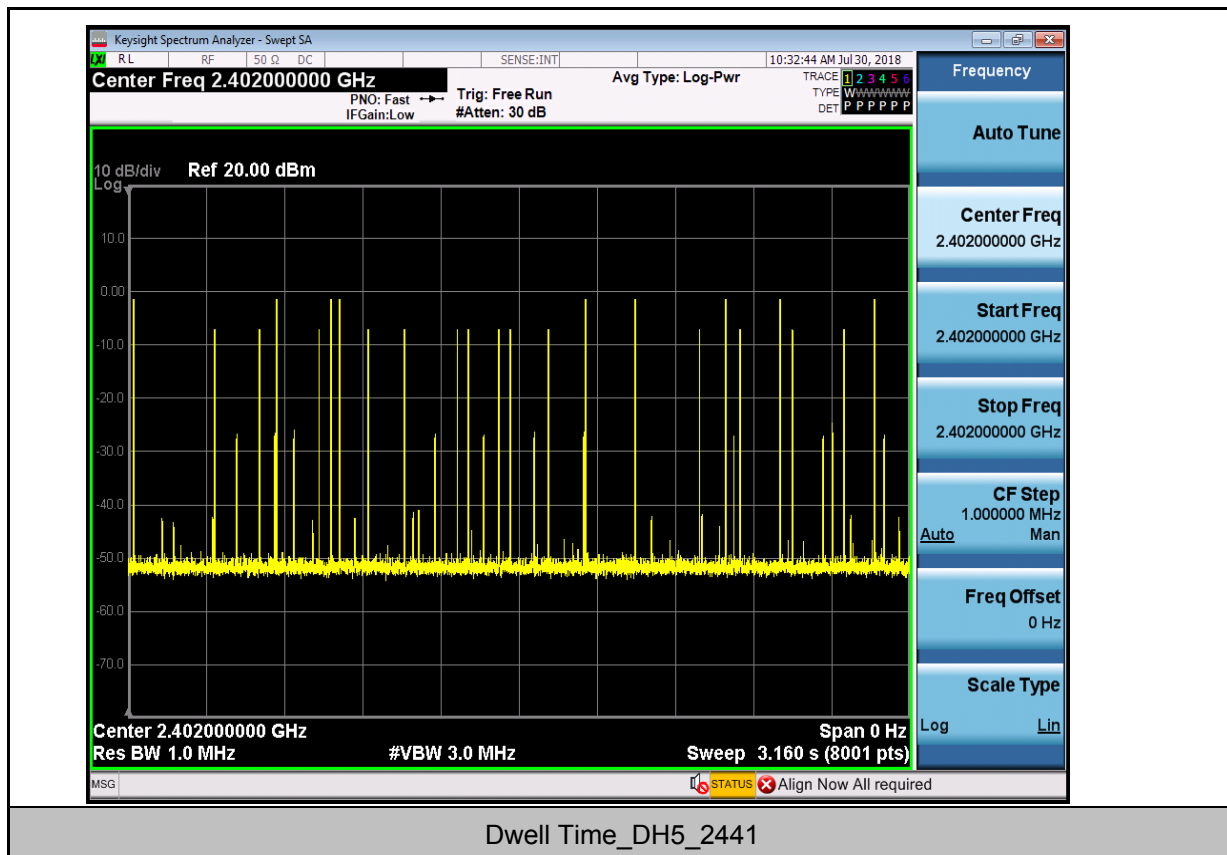 Keysight Spectrum Analyzer - Swept SA
LXI RL RF 50 Ω DC SENSE:INT 10:32:44 AM Jul 30, 2018
Center Freq 2.402000000 GHz
PNO: Fast
IFGain:Low
Trig: Free Run
#Atten: 30 dB
Avg Type: Log-Pwr
TRACE 1 2 3 4 5 6
TYPE WWWWWW
DET P P P P P P
10 dB/div Ref 20.00 dBm
Log
10.0
0.00
-10.0
-20.0
-30.0
-40.0
-50.0
-60.0
-70.0
Center 2.402000000 GHz Span 0 Hz
Res BW 1.0 MHz #VBW 3.0 MHz Sweep 3.160 s (8001 pts)
MSG STATUS Align Now All required
Frequency
Auto Tune
Center Freq
2.402000000 GHz
Start Freq
2.402000000 GHz
Stop Freq
2.402000000 GHz
CF Step
1.000000 MHz
Auto Man
Freq Offset
0 Hz
Scale Type
Log Lin
Dwell Time_DH5_2441